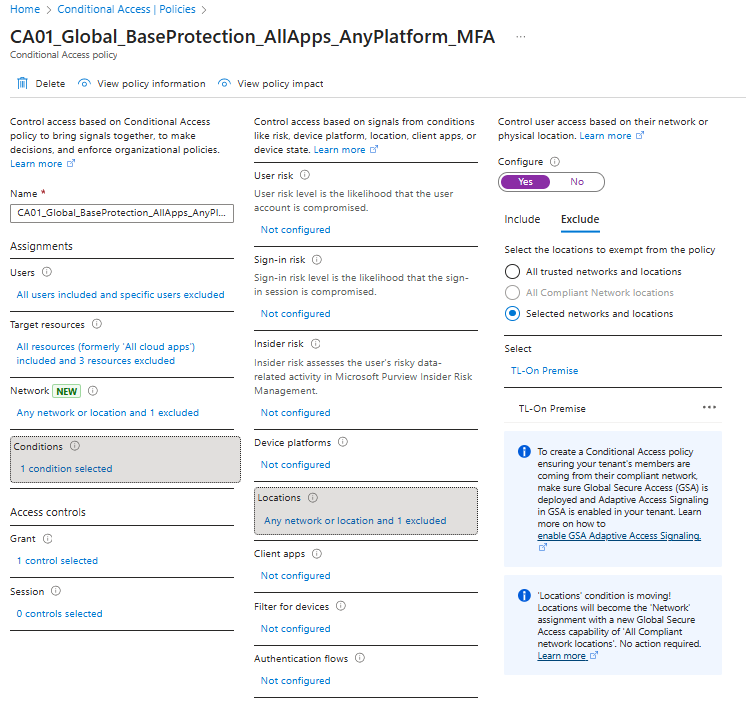 Home > Conditional Access | Policies >
CA01_Global_BaseProtection_AllApps_AnyPlatform_MFA ...
Conditional Access policy
Delete View policy information View policy impact
Control access based on Conditional Access
policy to bring signals together, to make
decisions, and enforce organizational policies.
Learn more
Name *
CA01_Global_BaseProtection_AllApps_AnyPl...
Assignments
Users
All users included and specific users excluded
Target resources
All resources (formerly 'All cloud apps')
included and 3 resources excluded
Network NEW
Any network or location and 1 excluded
Conditions
1 condition selected
Access controls
Grant
1 control selected
Session
0 controls selected
Control access based on signals from conditions
like risk, device platform, location, client apps, or
device state. Learn more
User risk
User risk level is the likelihood that the user
account is compromised.
Not configured
Sign-in risk
Sign-in risk level is the likelihood that the sign-
in session is compromised.
Not configured
Insider risk
Insider risk assesses the user's risky data-
related activity in Microsoft Purview Insider Risk
Management.
Not configured
Device platforms
Not configured
Locations
Any network or location and 1 excluded
Client apps
Not configured
Filter for devices
Not configured
Authentication flows
Not configured
Control user access based on their network or
physical location. Learn more
Configure
Yes No
Include Exclude
Select the locations to exempt from the policy
All trusted networks and locations
All Compliant Network locations
Selected networks and locations
Select
TL-On Premise
TL-On Premise ...
To create a Conditional Access policy
ensuring your tenant's members are
coming from their compliant network,
make sure Global Secure Access (GSA) is
deployed and Adaptive Access Signaling
in GSA is enabled in your tenant. Learn
more on how to
enable GSA Adaptive Access Signaling.
'Locations' condition is moving!
Locations will become the 'Network'
assignment with a new Global Secure
Access capability of 'All Compliant
network locations'. No action required.
Learn more